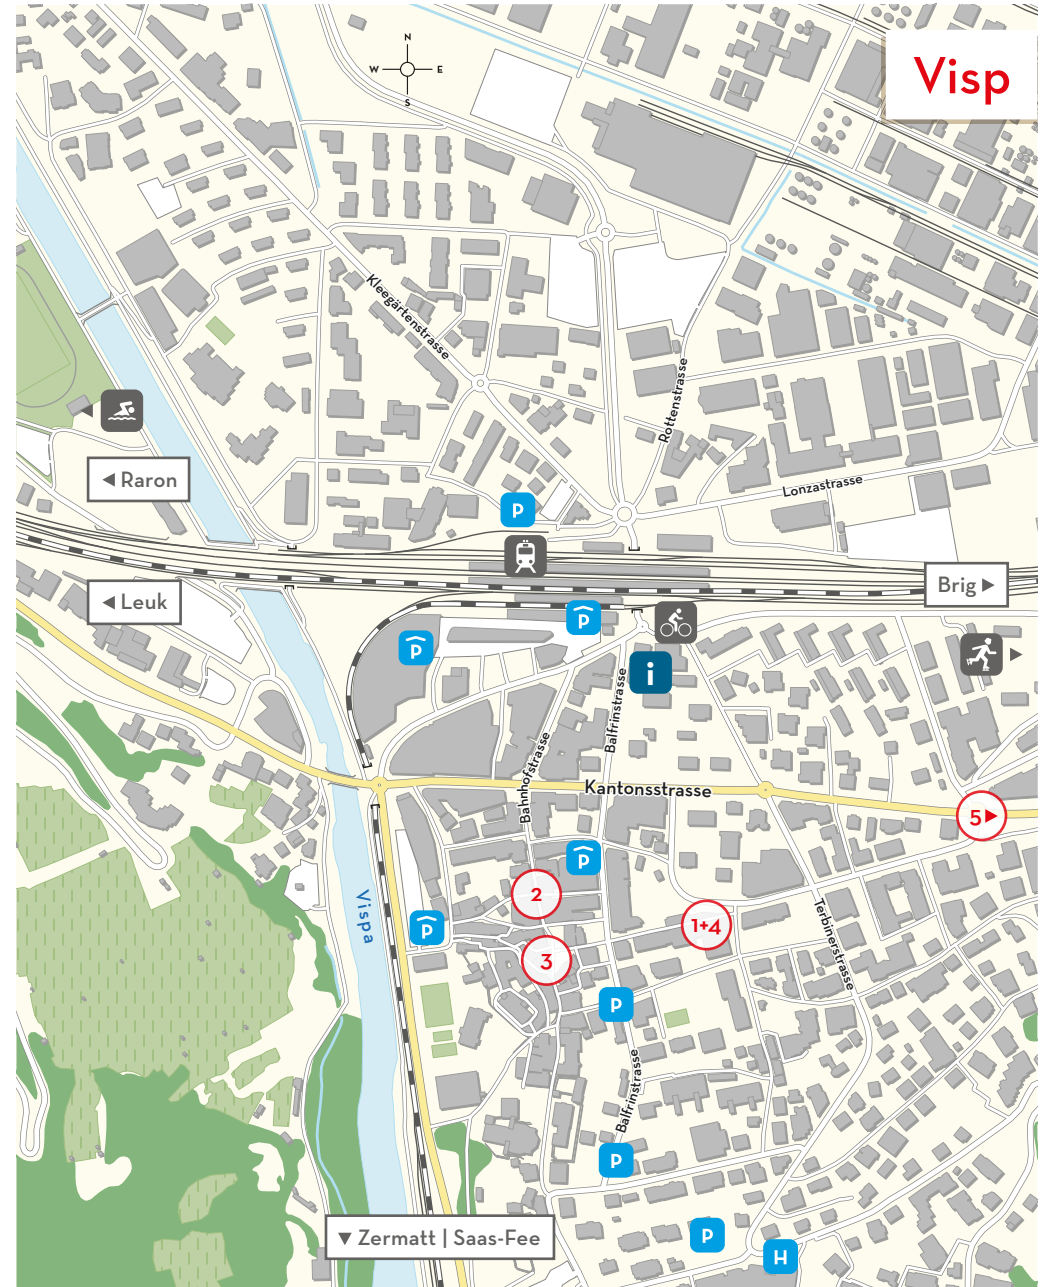 N
W E
S
Visp
Kleegärtenstrasse
Rottenstrasse
◄ Raron
Lonzastrasse
P
Brig ►
◄ Leuk
P
P
i
Balfrinstrasse
Bahnhofstrasse
Kantonsstrasse
5►
P
2
Vispa
P
1+4
Terbinerstrasse
3
P
Balfrinstrasse
P
▼ Zermatt | Saas-Fee
P
H